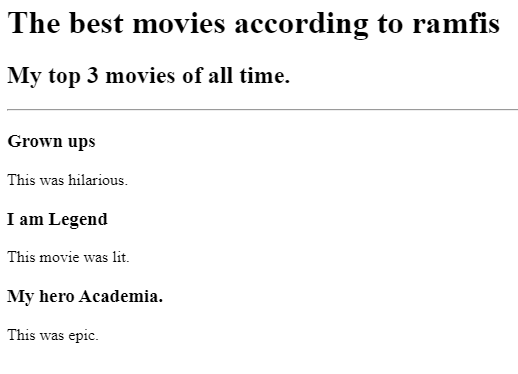 The best movies according to ramfis
My top 3 movies of all time.
Grown ups
This was hilarious.
I am Legend
This movie was lit.
My hero Academia.
This was epic.